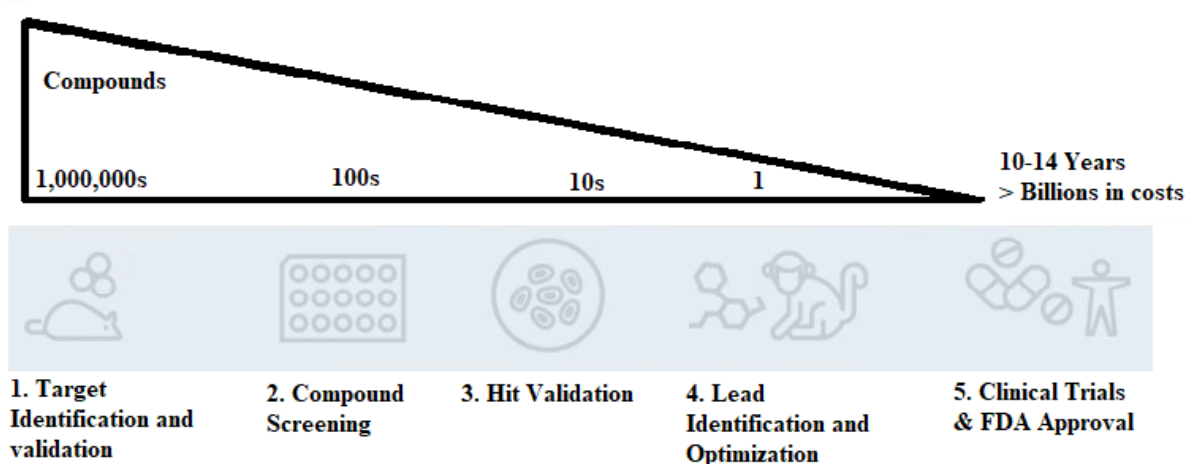 Compounds
1,000,000s
100s
10s
1
10-14 Years
> Billions in costs
1. Target
Identification and
validation
2. Compound
Screening
3. Hit Validation
4. Lead
Identification and
Optimization
5. Clinical Trials
& FDA Approval